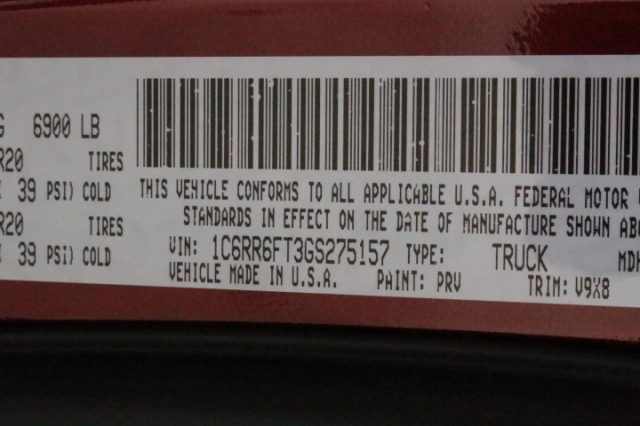 G 6900 LB
R20 TIRES
39 PSI) COLD
R20 TIRES
39 PSI) COLD
THIS VEHICLE CONFORMS TO ALL APPLICABLE U.S.A. FEDERAL MOTOR
STANDARDS IN EFFECT ON THE DATE OF MANUFACTURE SHOWN ABO
VIN: 1C6RR6FT3GS275157 TYPE: TRUCK MDH
VEHICLE MADE IN U.S.A. PAINT: PRV TRIM: V9X8